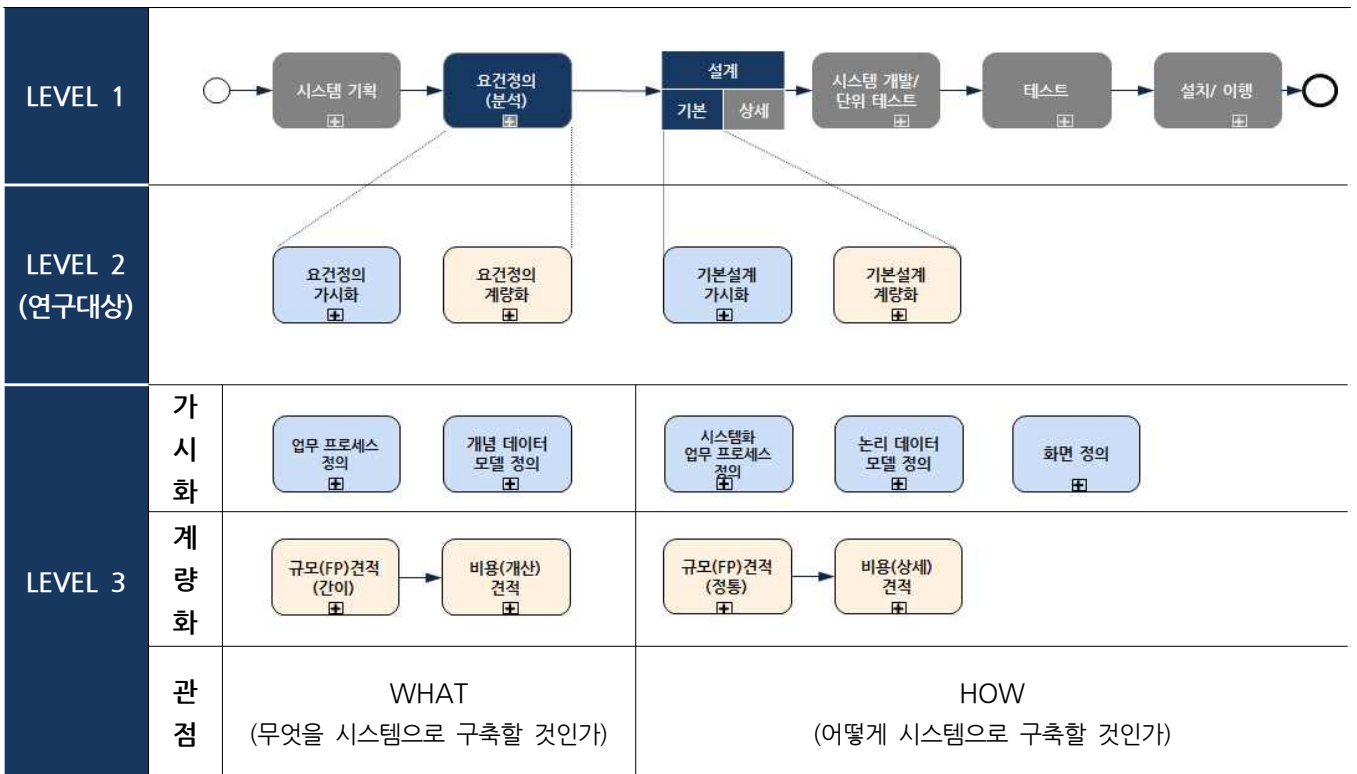 LEVEL 1
시스템 기획
요건정의
(분석)
설계
기본
상세
시스템 개발/
단위 테스트
테스트
설치/ 이행
LEVEL 2
(연구대상)
요건정의
가시화
요건정의
계량화
기본설계
가시화
기본설계
계량화
LEVEL 3
가
시
화
업무 프로세스
정의
개념 데이터
모델 정의
시스템화
업무 프로세스
정의
논리 데이터
모델 정의
화면 정의
계
량
화
규모(FP)견적
(간이)
비용(개산)
견적
규모(FP)견적
(정통)
비용(상세)
견적
관
점
WHAT
(무엇을 시스템으로 구축할 것인가)
HOW
(어떻게 시스템으로 구축할 것인가)